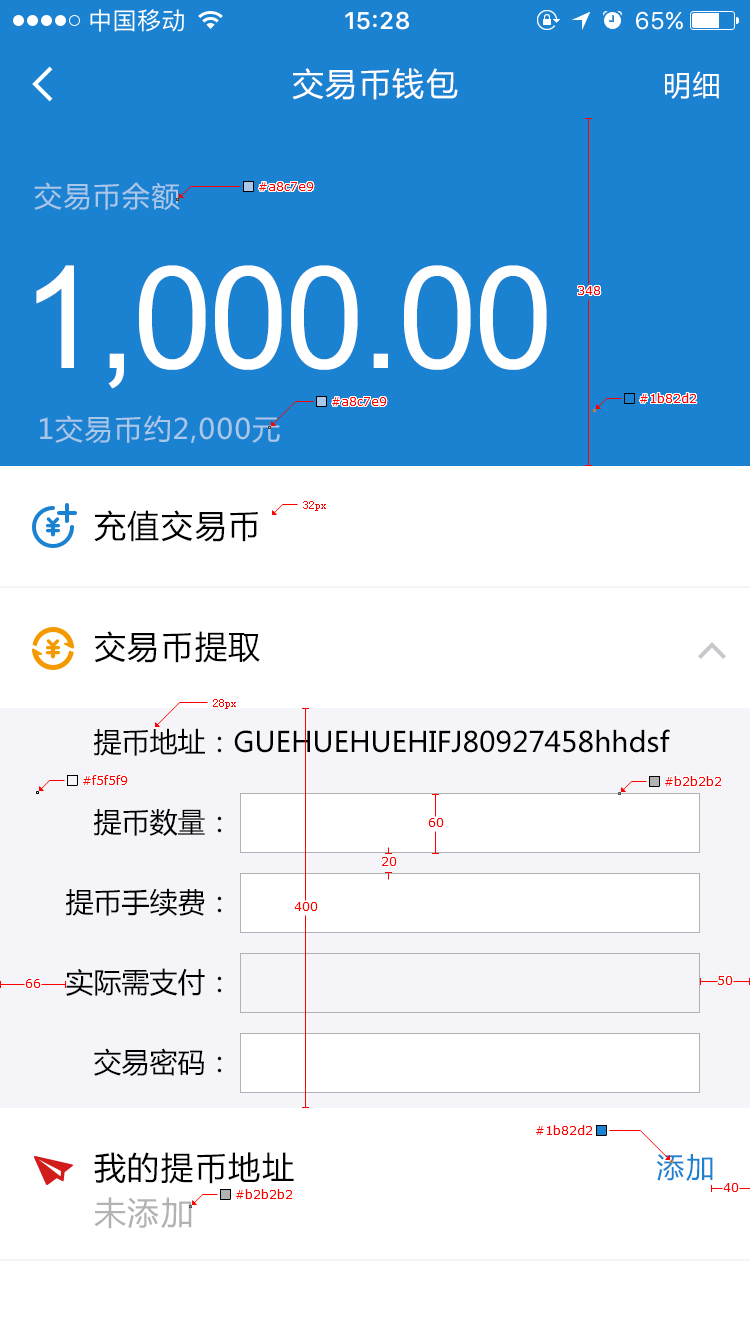 中国移动 15:28 65%
交易币钱包 明细
交易币余额 #a8c7e9
1,000.00
348
#a8c7e9 #1b82d2
1交易币约2,000元
充值交易币 32px
交易币提取
28px
提币地址：GUEHUEHUEHIFJ80927458hhdsf
#f5f5f9 #b2b2b2
提币数量： 60
20
提币手续费： 400
66 实际需支付： 50
交易密码：
#1b82d2
我的提币地址 添加
40
未添加 #b2b2b2